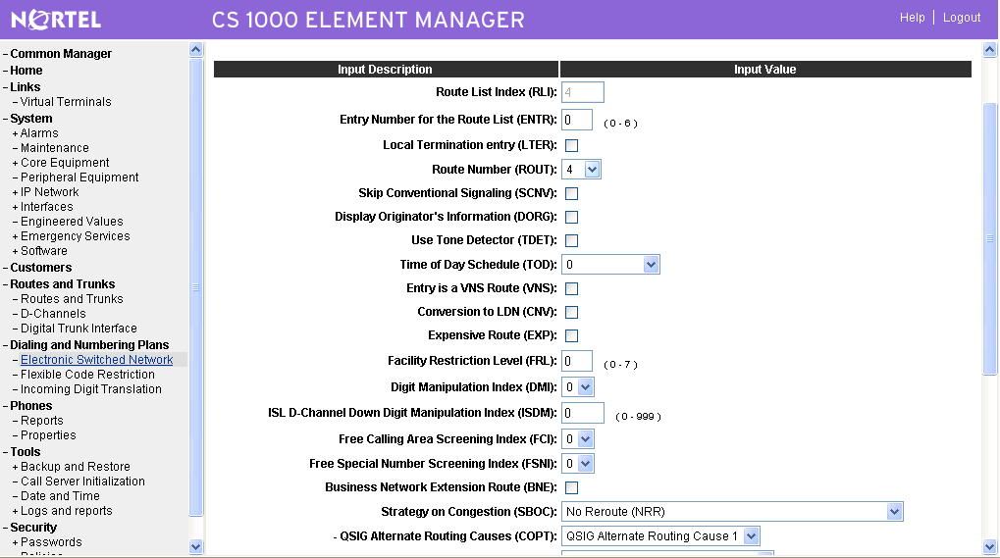 NORTEL
CS 1000 ELEMENT MANAGER
Help | Logout
– Common Manager
– Home
– Links
– Virtual Terminals
– System
+ Alarms
– Maintenance
+ Core Equipment
– Peripheral Equipment
+ IP Network
+ Interfaces
– Engineered Values
+ Emergency Services
+ Software
– Customers
– Routes and Trunks
– Routes and Trunks
– D-Channels
– Digital Trunk Interface
– Dialing and Numbering Plans
– Electronic Switched Network
– Flexible Code Restriction
– Incoming Digit Translation
– Phones
– Reports
– Properties
– Tools
+ Backup and Restore
– Call Server Initialization
– Date and Time
+ Logs and reports
– Security
+ Passwords
Input Description Input Value
Route List Index (RLI): 4
Entry Number for the Route List (ENTR): 0 ( 0 - 6 )
Local Termination entry (LTER):
Route Number (ROUT): 4
Skip Conventional Signaling (SCNV):
Display Originator's Information (DORG):
Use Tone Detector (TDET):
Time of Day Schedule (TOD): 0
Entry is a VNS Route (VNS):
Conversion to LDN (CNV):
Expensive Route (EXP):
Facility Restriction Level (FRL): 0 ( 0 - 7 )
Digit Manipulation Index (DMI): 0
ISL D-Channel Down Digit Manipulation Index (ISDM): 0 ( 0 - 999 )
Free Calling Area Screening Index (FCI): 0
Free Special Number Screening Index (FSNI): 0
Business Network Extension Route (BNE):
Strategy on Congestion (SBOC): No Reroute (NRR)
- QSIG Alternate Routing Causes (COPT): QSIG Alternate Routing Cause 1